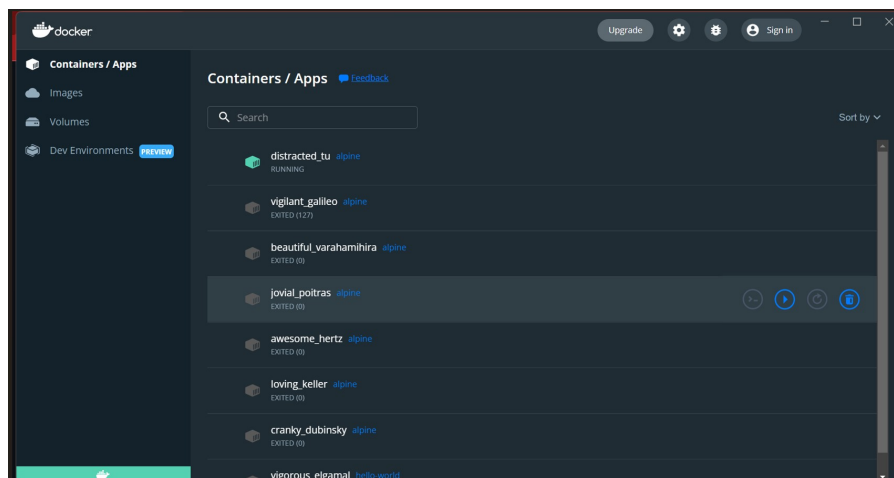 docker
Upgrade
Sign in
Containers / Apps
Images
Volumes
Dev Environments PREVIEW
Containers / Apps Feedback
Search
Sort by
distracted_tu alpine
RUNNING
vigilant_galileo alpine
EXITED (127)
beautiful_varahamihira alpine
EXITED (0)
jovial_poitras alpine
EXITED (0)
awesome_hertz alpine
EXITED (0)
loving_keller alpine
EXITED (0)
cranky_dubinsky alpine
EXITED (0)
vigorous_elgamal hello world